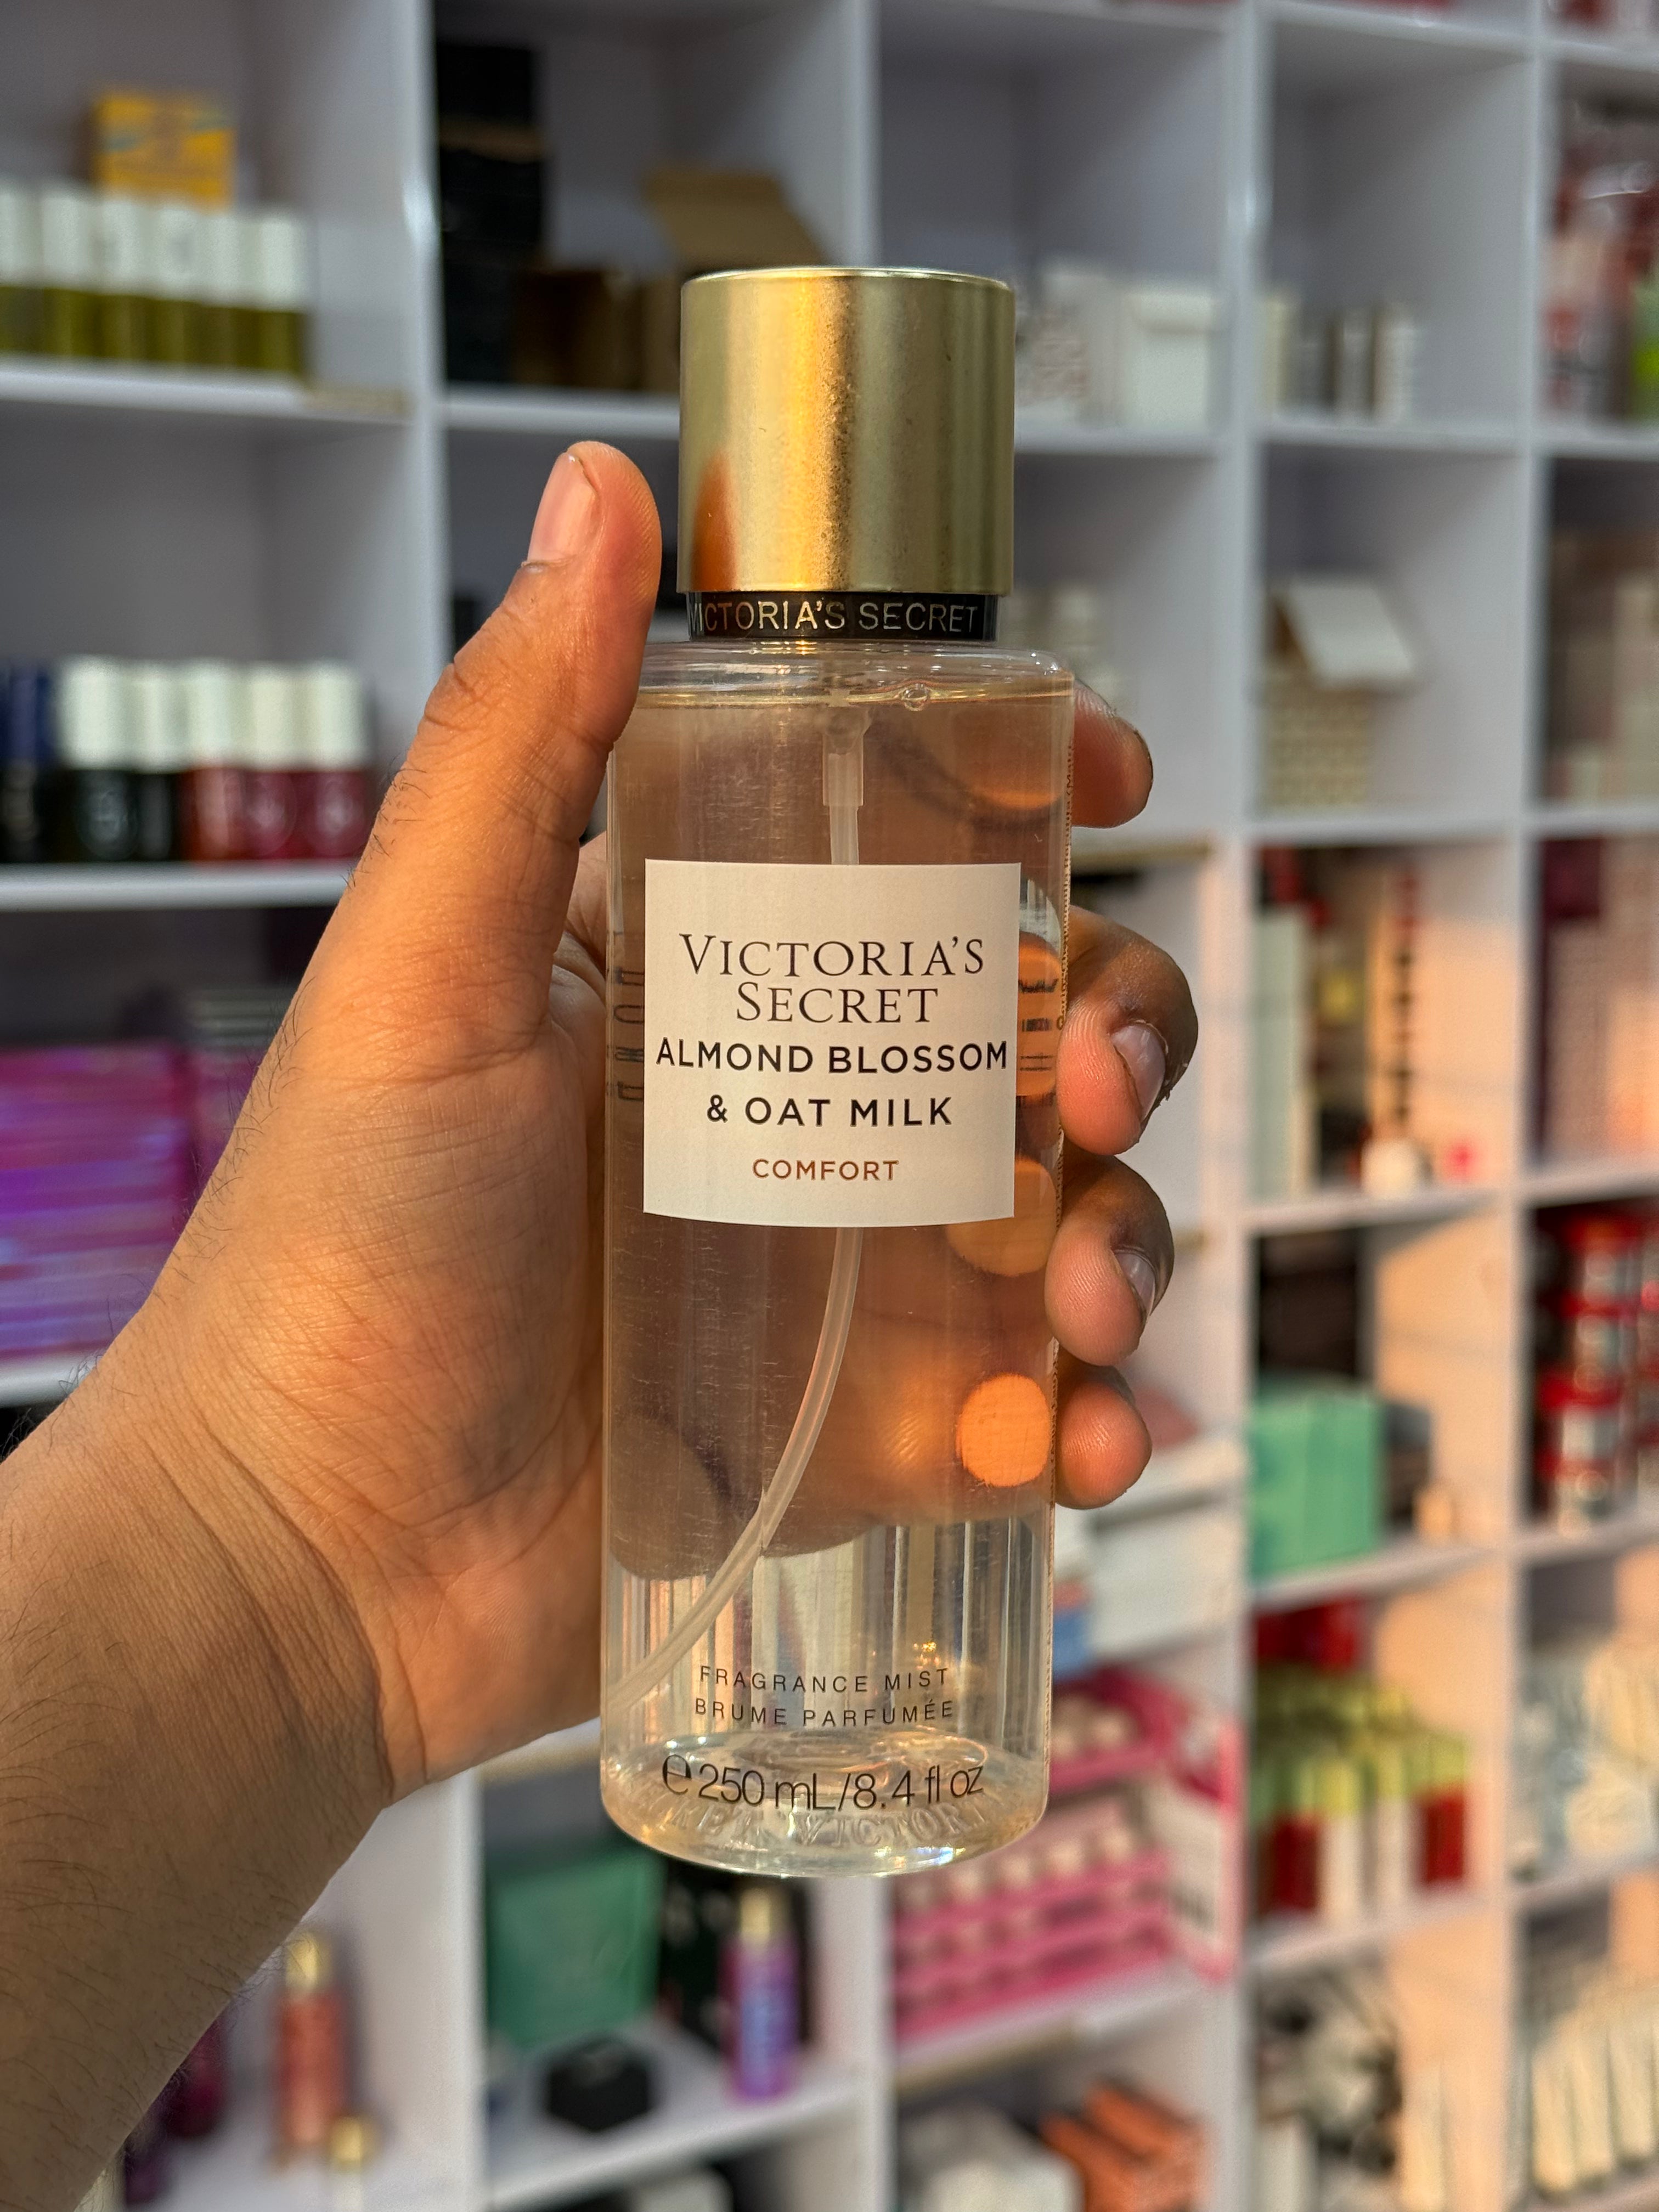 VICTORIA'S SECRET
VICTORIA'S
SECRET
ALMOND BLOSSOM
& OAT MILK
COMFORT
FRAGRANCE MIST
BRUME PARFUMÉE
℮ 250 mL/8.4 fl oz